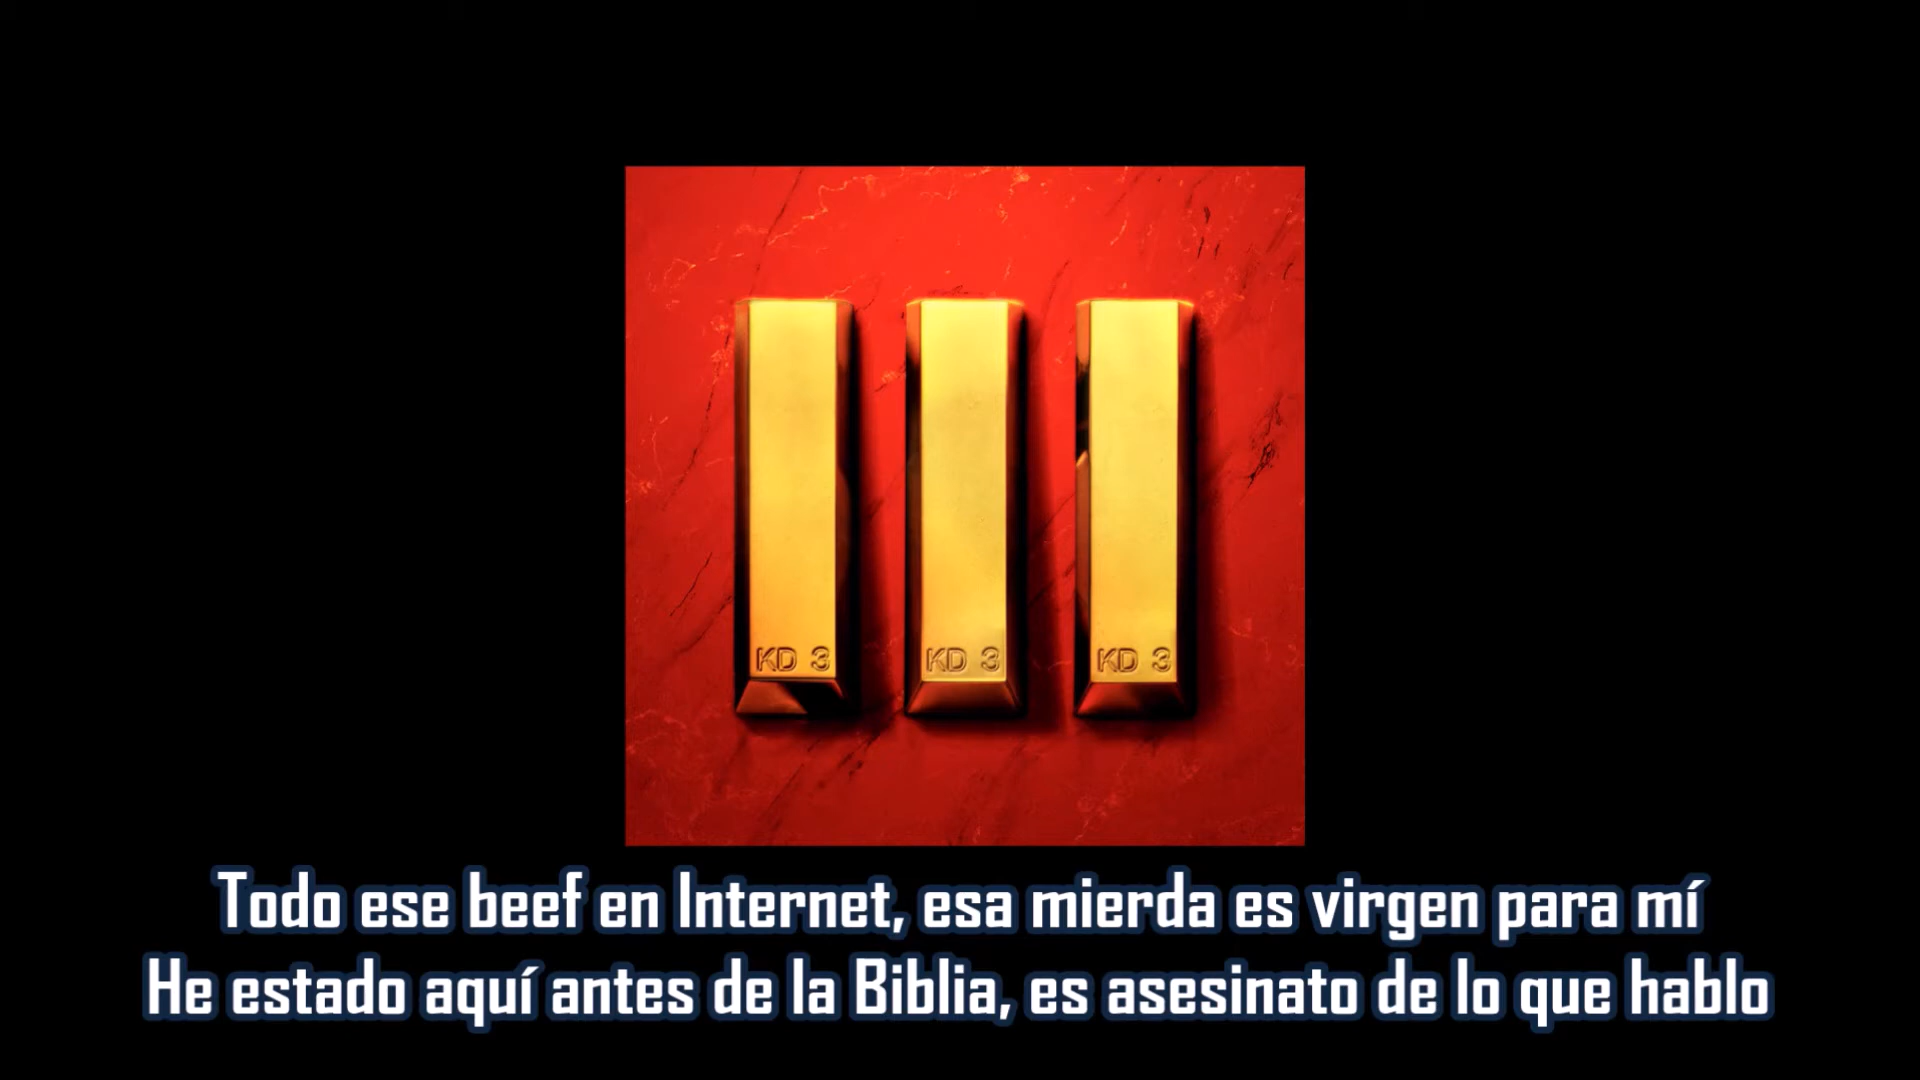 KD 3 KD 3 KD 3
Todo ese beef en Internet, esa mierda es virgen para mí
He estado aquí antes de la Biblia, es asesinato de lo que hablo